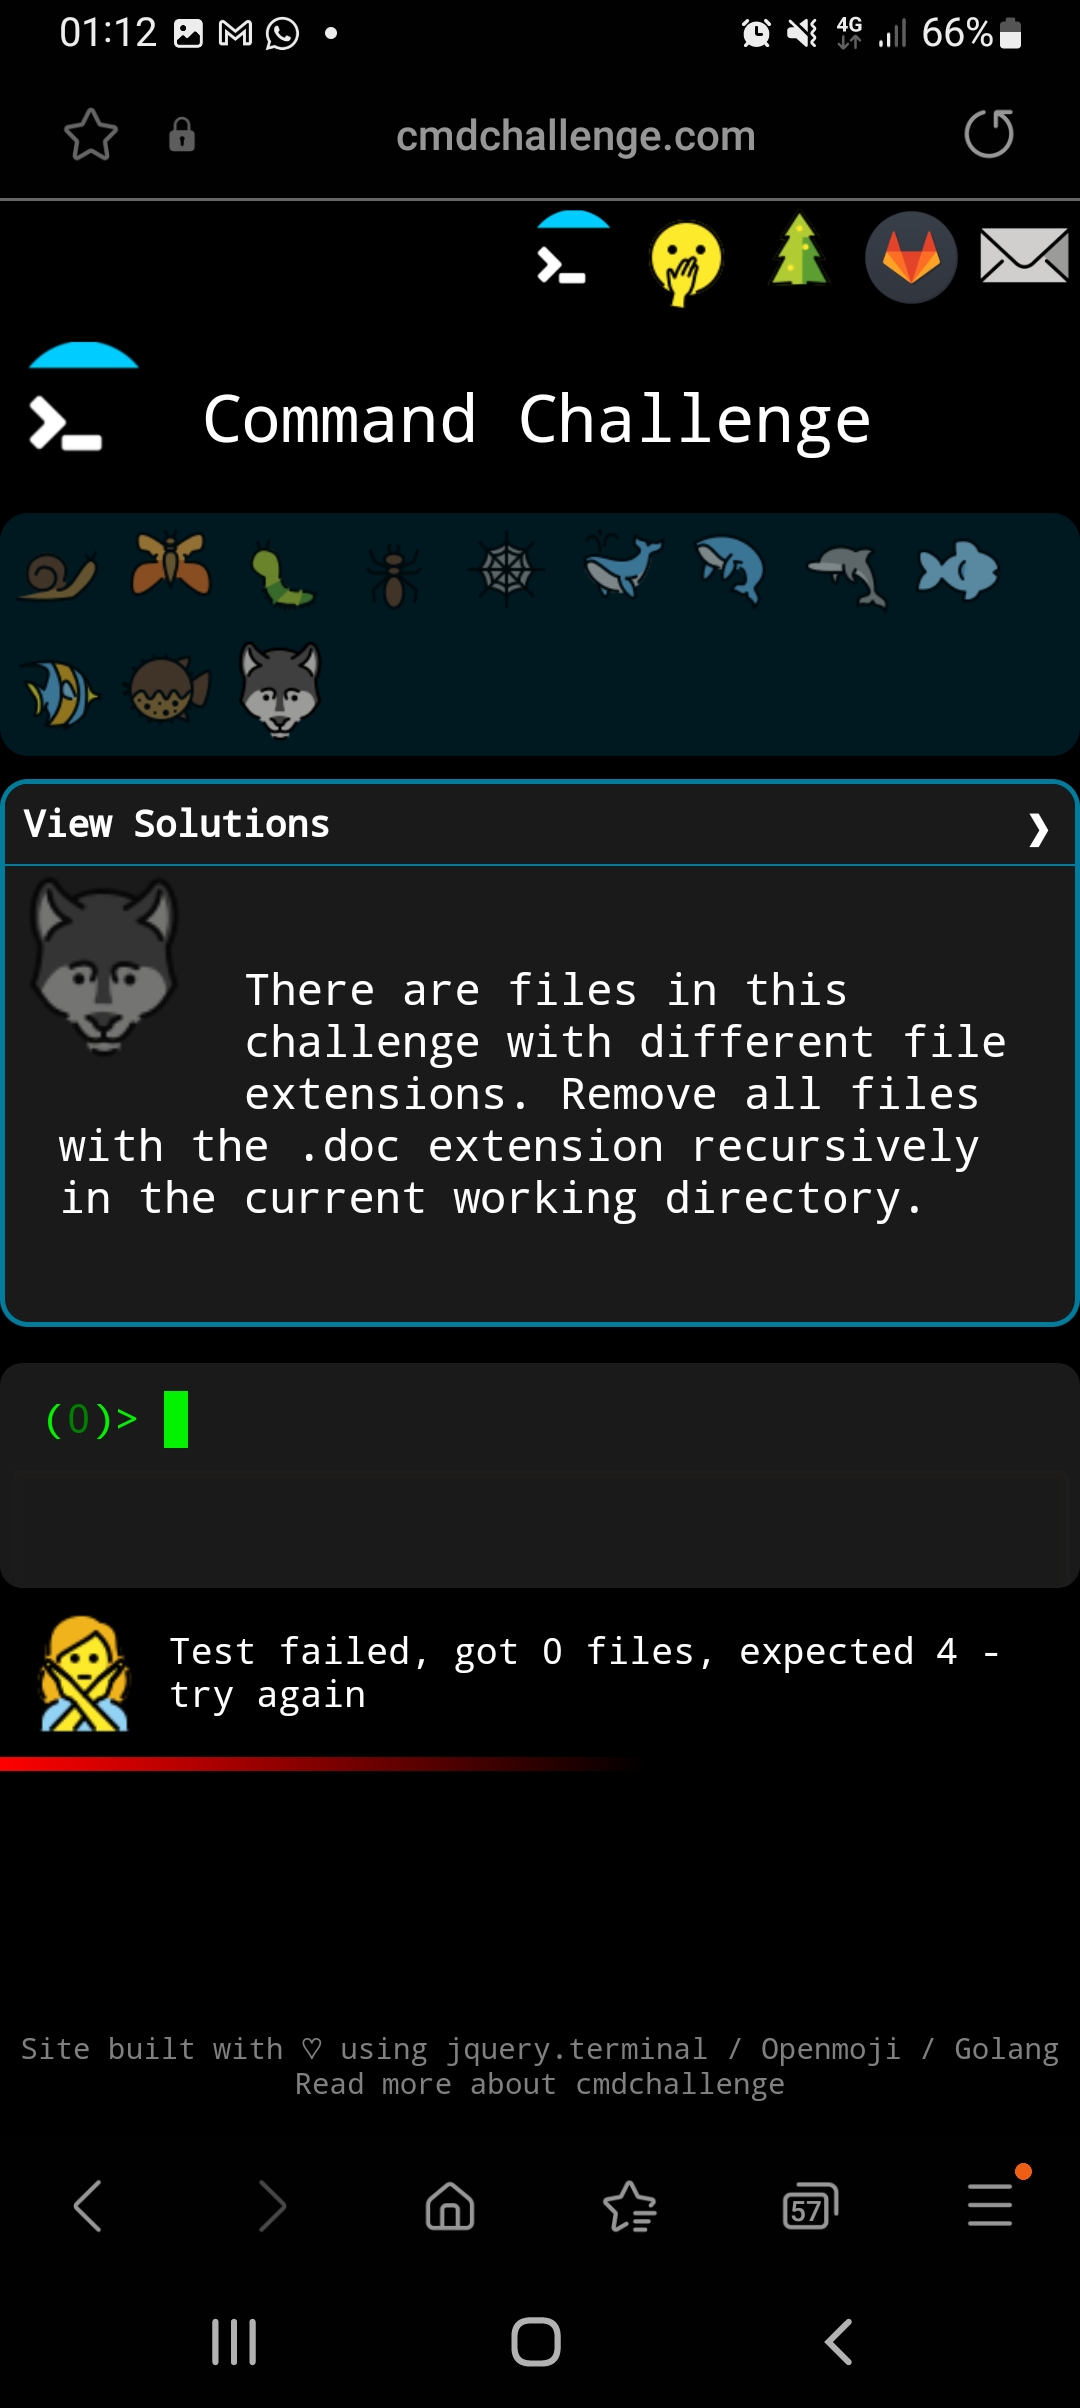 01:12 4G 66%
cmdchallenge.com
Command Challenge
View Solutions
There are files in this
challenge with different file
extensions. Remove all files
with the .doc extension recursively
in the current working directory.
(0)>
Test failed, got 0 files, expected 4 -
try again
Site built with ♡ using jquery.terminal / Openmoji / Golang
Read more about cmdchallenge
57